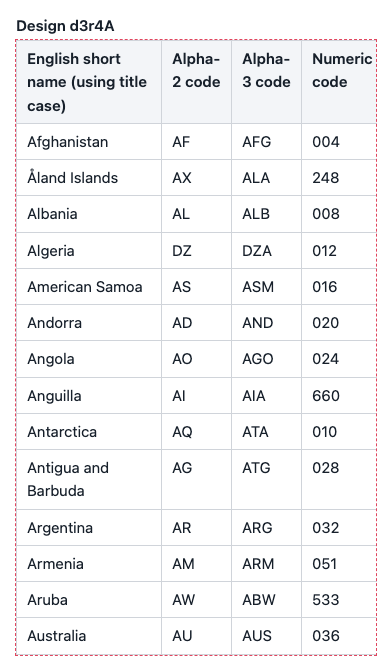 Design d3r4A
English short name (using title case) Alpha-2 code Alpha-3 code Numeric code
Afghanistan AF AFG 004
Åland Islands AX ALA 248
Albania AL ALB 008
Algeria DZ DZA 012
American Samoa AS ASM 016
Andorra AD AND 020
Angola AO AGO 024
Anguilla AI AIA 660
Antarctica AQ ATA 010
Antigua and Barbuda AG ATG 028
Argentina AR ARG 032
Armenia AM ARM 051
Aruba AW ABW 533
Australia AU AUS 036